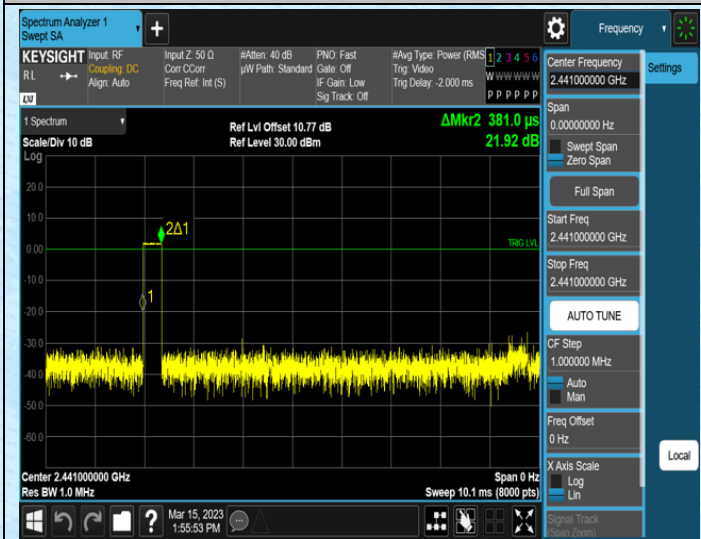 Spectrum Analyzer 1
Swept SA
Frequency
KEYSIGHT
RL
LXI
Input: RF
Coupling: DC
Align: Auto
Input Z: 50 Ω
Corr CCorr
Freq Ref: Int (S)
#Atten: 40 dB
µW Path: Standard
PNO: Fast
Gate: Off
IF Gain: Low
Sig Track: Off
#Avg Type: Power (RMS
Trig: Video
Trig Delay: -2.000 ms
1 2 3 4 5 6
W W W W W W
P P P P P P
1 Spectrum
Scale/Div 10 dB
Log
Ref Lvl Offset 10.77 dB
Ref Level 30.00 dBm
ΔMkr2 381.0 µs
21.92 dB
20.0
10.0
0.00
-10.0
-20.0
-30.0
-40.0
-50.0
-60.0
2Δ1
1
TRIG LVL
Center 2.441000000 GHz
Res BW 1.0 MHz
Span 0 Hz
Sweep 10.1 ms (8000 pts)
Mar 15, 2023
1:55:53 PM
Center Frequency
2.441000000 GHz
Settings
Span
0.00000000 Hz
Swept Span
Zero Span
Full Span
Start Freq
2.441000000 GHz
Stop Freq
2.441000000 GHz
AUTO TUNE
CF Step
1.000000 MHz
Auto
Man
Freq Offset
0 Hz
X Axis Scale
Log
Lin
Local
Signal Track
(Span Zoom)